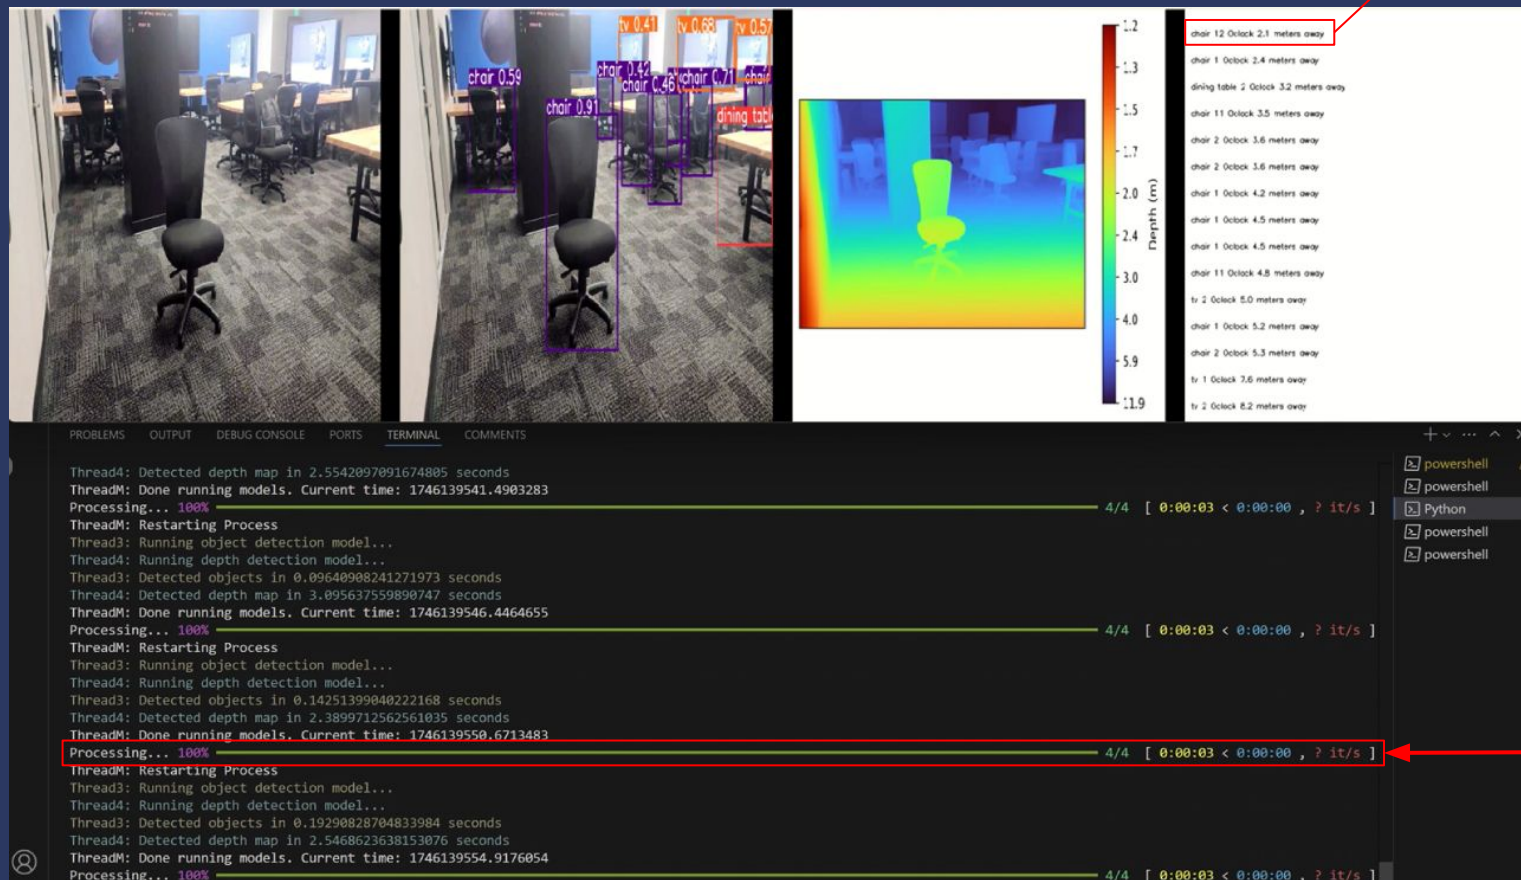 chair 0.59
chair 0.91
chair 0.42
chair 0.46
chair 0.71
tv 0.41
tv 0.68
tv 0.57
dining tabl
1.2
1.3
1.5
1.7
2.0
2.4
3.0
4.0
5.9
11.9
Depth (m)
chair 12 Oclock 2.1 meters away
chair 1 Oclock 2.4 meters away
dining table 2 Oclock 3.2 meters away
chair 11 Oclock 3.5 meters away
chair 2 Oclock 3.6 meters away
chair 2 Oclock 3.6 meters away
chair 1 Oclock 4.2 meters away
chair 1 Oclock 4.5 meters away
chair 1 Oclock 4.5 meters away
chair 11 Oclock 4.8 meters away
tv 2 Oclock 5.0 meters away
chair 1 Oclock 5.2 meters away
chair 2 Oclock 5.3 meters away
tv 1 Oclock 7.6 meters away
tv 2 Oclock 8.2 meters away
PROBLEMS OUTPUT DEBUG CONSOLE PORTS TERMINAL COMMENTS
Thread4: Detected depth map in 2.5542097091674805 seconds
ThreadM: Done running models. Current time: 1746139541.4903283
Processing... 100% 4/4 [ 0:00:03 < 0:00:00 , ? it/s ]
ThreadM: Restarting Process
Thread3: Running object detection model...
Thread4: Running depth detection model...
Thread3: Detected objects in 0.09640908241271973 seconds
Thread4: Detected depth map in 3.095637559890747 seconds
ThreadM: Done running models. Current time: 1746139546.4464655
Processing... 100% 4/4 [ 0:00:03 < 0:00:00 , ? it/s ]
ThreadM: Restarting Process
Thread3: Running object detection model...
Thread4: Running depth detection model...
Thread3: Detected objects in 0.14251399040222168 seconds
Thread4: Detected depth map in 2.3899712562561035 seconds
ThreadM: Done running models. Current time: 1746139550.6713483
Processing... 100% 4/4 [ 0:00:03 < 0:00:00 , ? it/s ]
ThreadM: Restarting Process
Thread3: Running object detection model...
Thread4: Running depth detection model...
Thread3: Detected objects in 0.19290828704833984 seconds
Thread4: Detected depth map in 2.5468623638153076 seconds
ThreadM: Done running models. Current time: 1746139554.9176054
Processing... 100% 4/4 [ 0:00:03 < 0:00:00 , ? it/s ]
powershell
powershell
Python
powershell
powershell